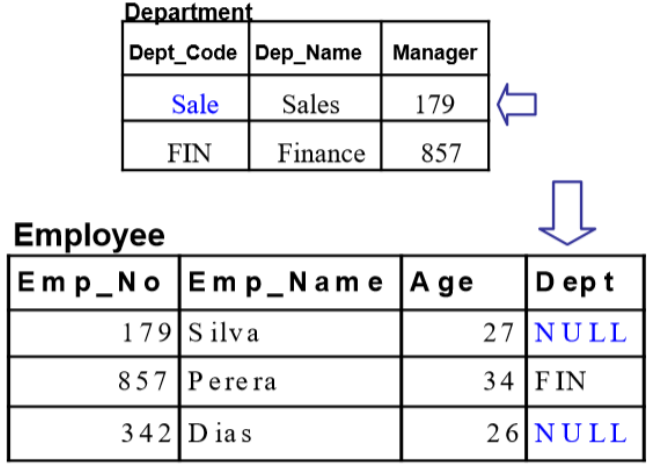 Department
Dept_Code Dep_Name Manager
Sale Sales 179
FIN Finance 857
Employee
Emp_No Emp_Name Age Dept
179 Silva 27 NULL
857 Perera 34 FIN
342 Dias 26 NULL